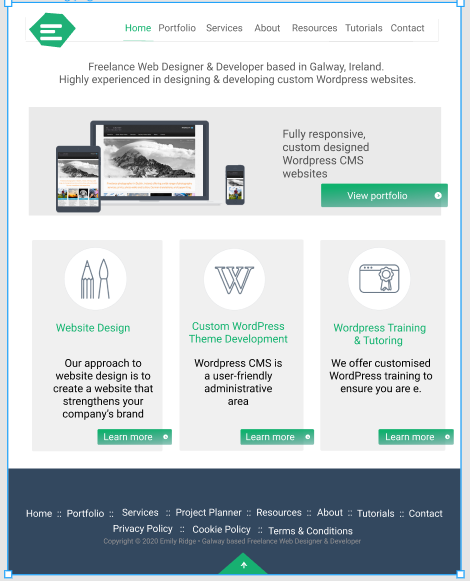 Home Portfolio Services About Resources Tutorials Contact
Freelance Web Designer & Developer based in Galway, Ireland.
Highly experienced in designing & developing custom Wordpress websites.
Fully responsive,
custom designed
Wordpress CMS
websites
View portfolio
Website Design
Our approach to
website design is to
create a website that
strengthens your
company's brand
Learn more
Custom WordPress
Theme Development
Wordpress CMS is
a user-friendly
administrative
area
Learn more
Wordpress Training
& Tutoring
We offer customised
WordPress training to
ensure you are e.
Learn more
Home :: Portfolio :: Services :: Project Planner :: Resources :: About :: Tutorials :: Contact
Privacy Policy :: Cookie Policy :: Terms & Conditions
Copyright © 2020 Emily Ridge • Galway based Freelance Web Designer & Developer